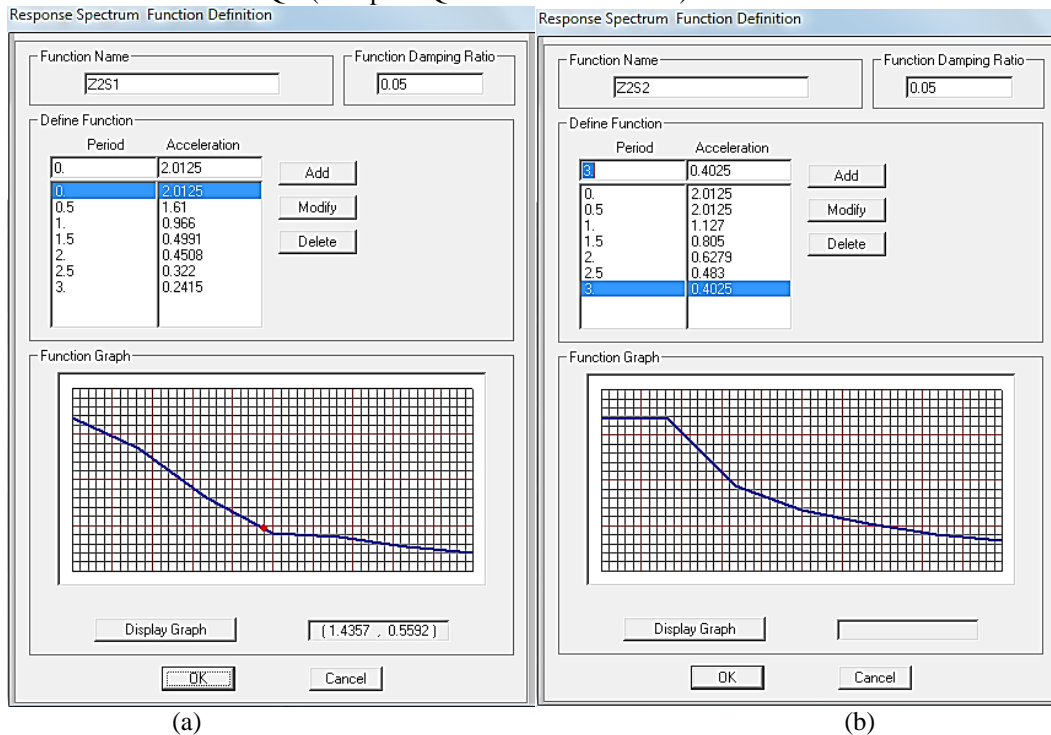 Response Spectrum Function Definition
Function Name
Z2S1
Function Damping Ratio
0.05
Define Function
Period Acceleration
0. 2.0125
Add
0. 2.0125
0.5 1.61
1. 0.966
1.5 0.4991
2. 0.4508
2.5 0.322
3. 0.2415
Modify
Delete
Function Graph
Display Graph
( 1.4357 , 0.5592 )
OK
Cancel
(a)
Response Spectrum Function Definition
Function Name
Z2S2
Function Damping Ratio
0.05
Define Function
Period Acceleration
3. 0.4025
Add
0. 2.0125
0.5 2.0125
1. 1.127
1.5 0.805
2. 0.6279
2.5 0.483
3. 0.4025
Modify
Delete
Function Graph
Display Graph
OK
Cancel
(b)